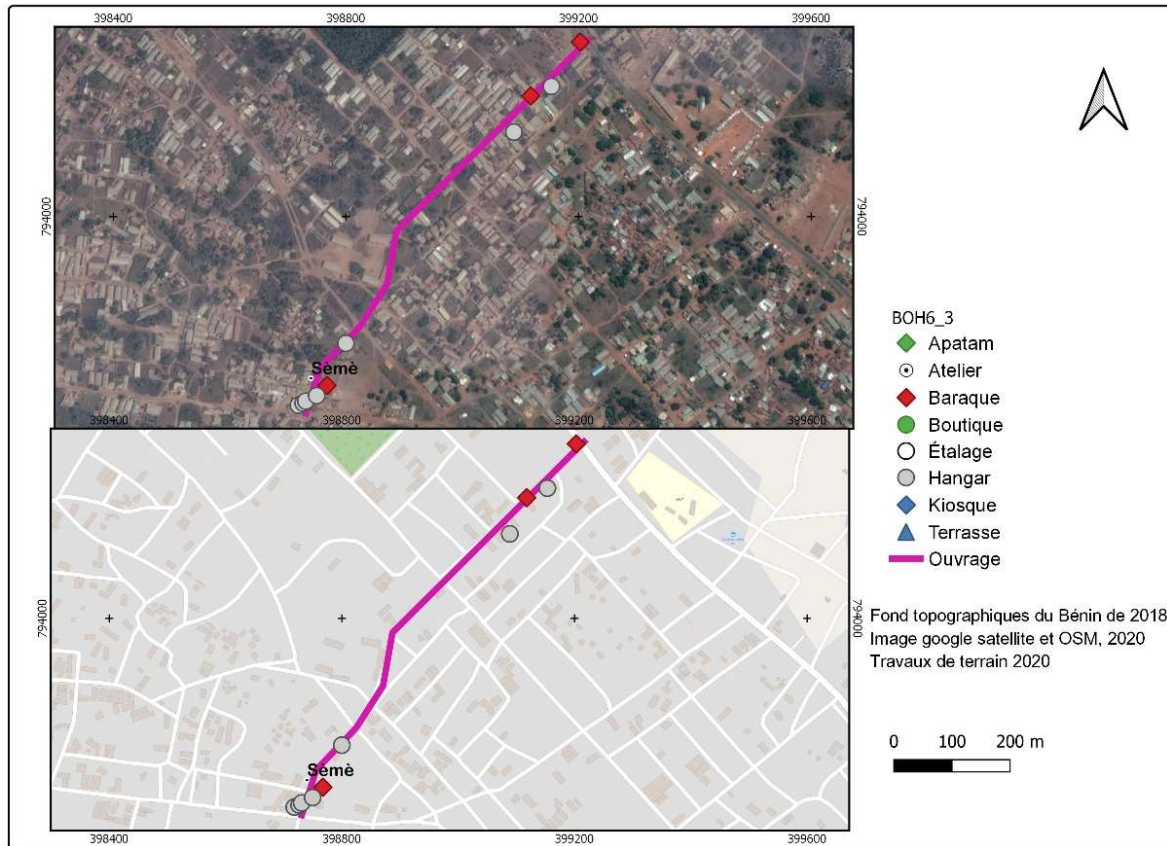 398400 398800 399200 399600
794000
794000
Semè
398400 398800 399200 399600
794000
794000
Semè
398400 398800 399200 399600
BOH6_3
Apatam
Atelier
Baraque
Boutique
Étalage
Hangar
Kiosque
Terrasse
Ouvrage
Fond topographiques du Bénin de 2018
Image google satellite et OSM, 2020
Travaux de terrain 2020
0 100 200 m